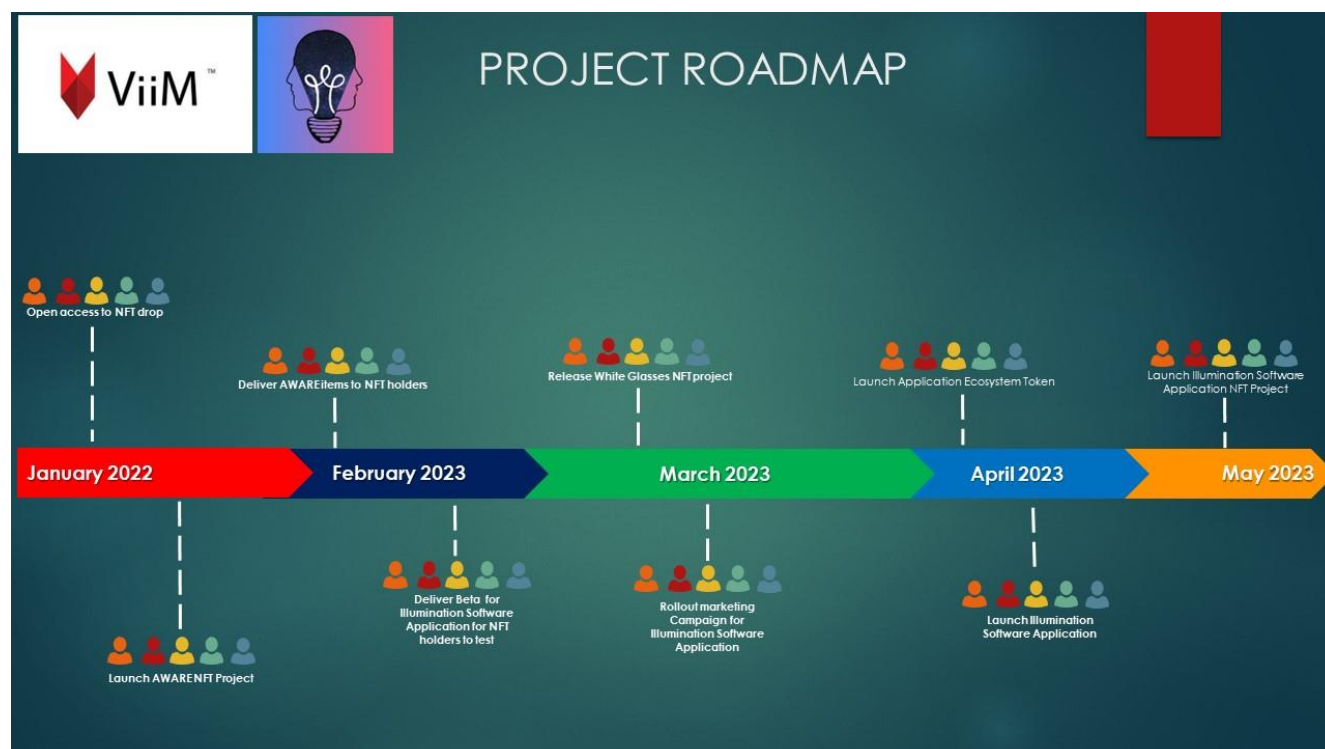 ViiM ™
PROJECT ROADMAP
Open access to NFT drop
Deliver AWARE items to NFT holders
Release White Glasses NFT project
Launch Application Ecosystem Token
Launch Illumination Software
Application NFT Project
January 2022
February 2023
March 2023
April 2023
May 2023
Launch AWARE NFT Project
Deliver Beta for
Illumination Software
Application for NFT
holders to test
Rollout marketing
Campaign for
Illumination Software
Application
Launch Illumination
Software Application